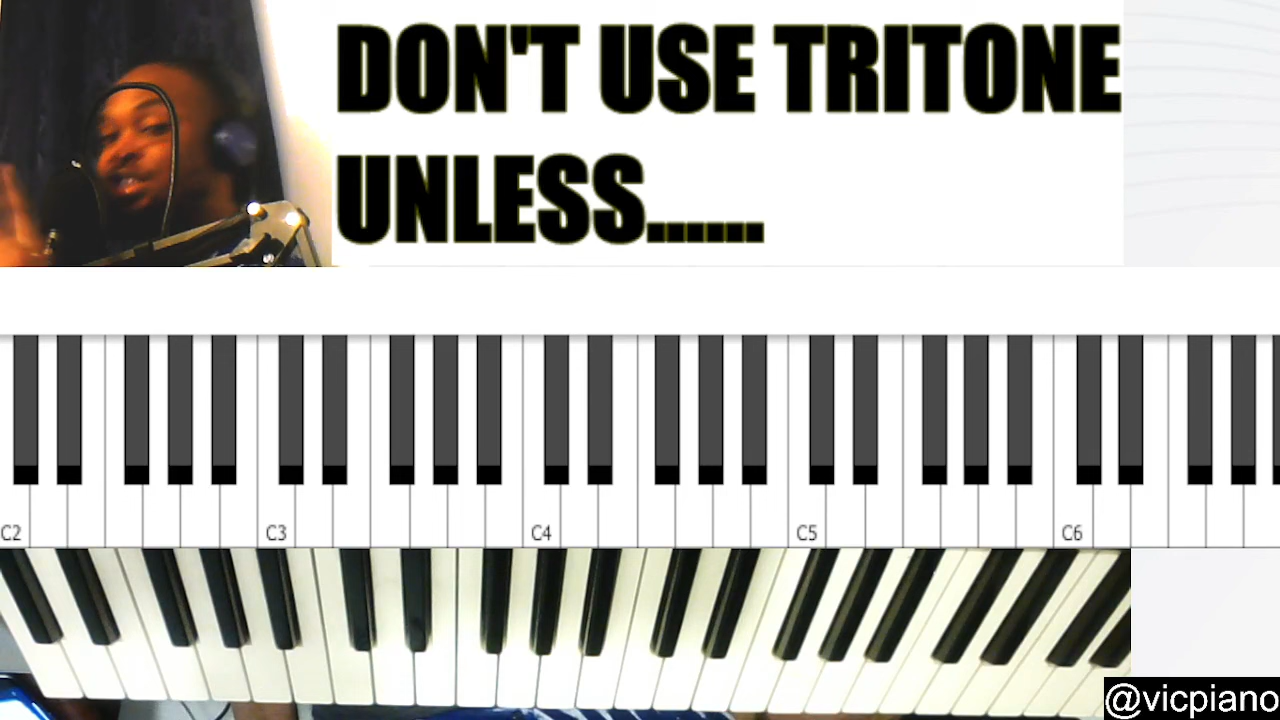 DON'T USE TRITONE
UNLESS......
C2 C3 C4 C5 C6
@vicpiano